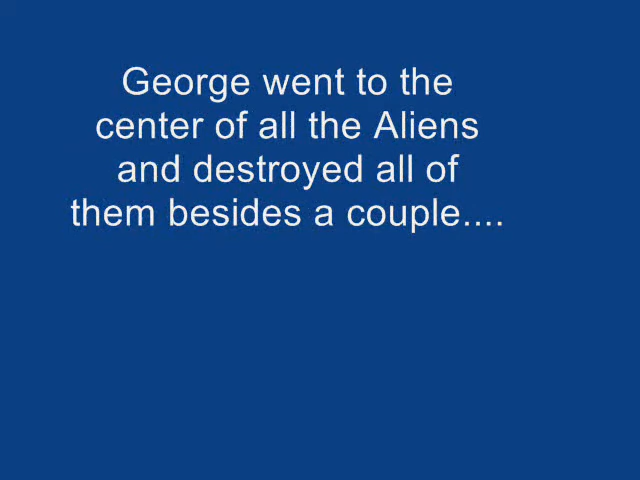 George went to the
center of all the Aliens
and destroyed all of
them besides a couple....